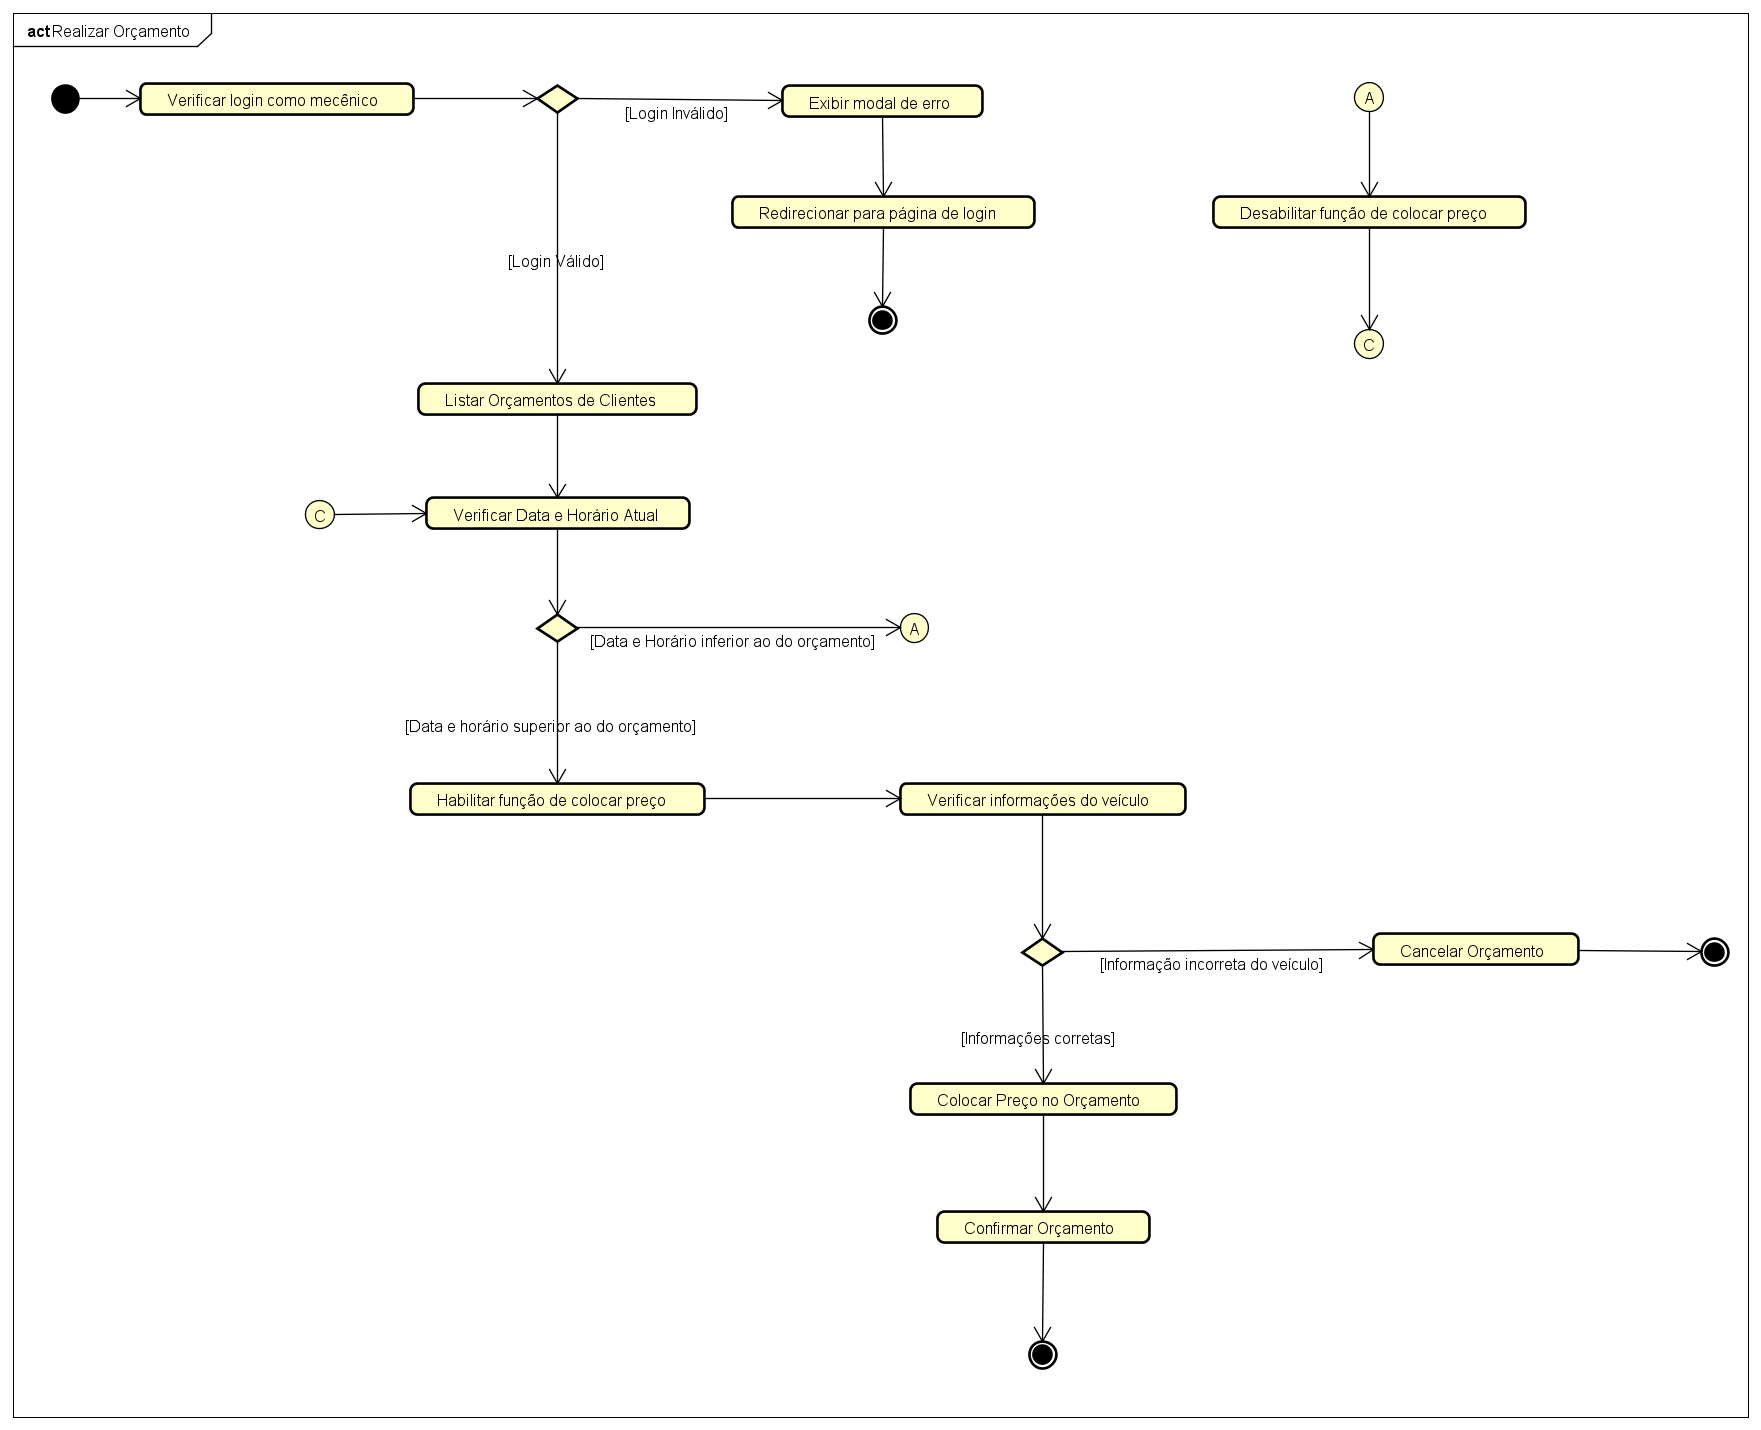 act Realizar Orçamento
Verificar login como mecênico
[Login Inválido]
Exibir modal de erro
A
Redirecionar para página de login
Desabilitar função de colocar preço
[Login Válido]
C
Listar Orçamentos de Clientes
C
Verificar Data e Horário Atual
A
[Data e Horário inferior ao do orçamento]
[Data e horário superior ao do orçamento]
Habilitar função de colocar preço
Verificar informações do veículo
Cancelar Orçamento
[Informação incorreta do veículo]
[Informações corretas]
Colocar Preço no Orçamento
Confirmar Orçamento